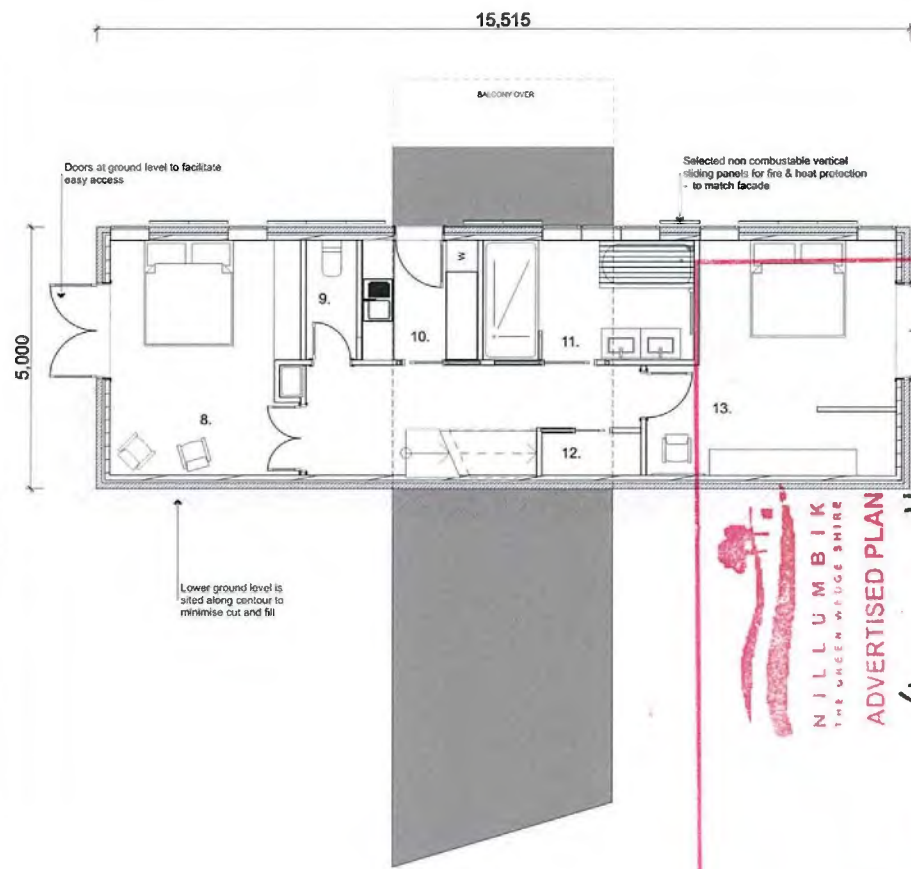 15,515
BALCONY OVER
Doors at ground level to facilitate
easy access
Selected non combustable vertical
sliding panels for fire & heat protection
- to match facade
5,000
W
9.
10.
11.
8.
13.
12.
Lower ground level is
sited along contour to
minimise cut and fill
NILLUMBIK
THE GREEN WEDGE SHIRE
ADVERTISED PLAN